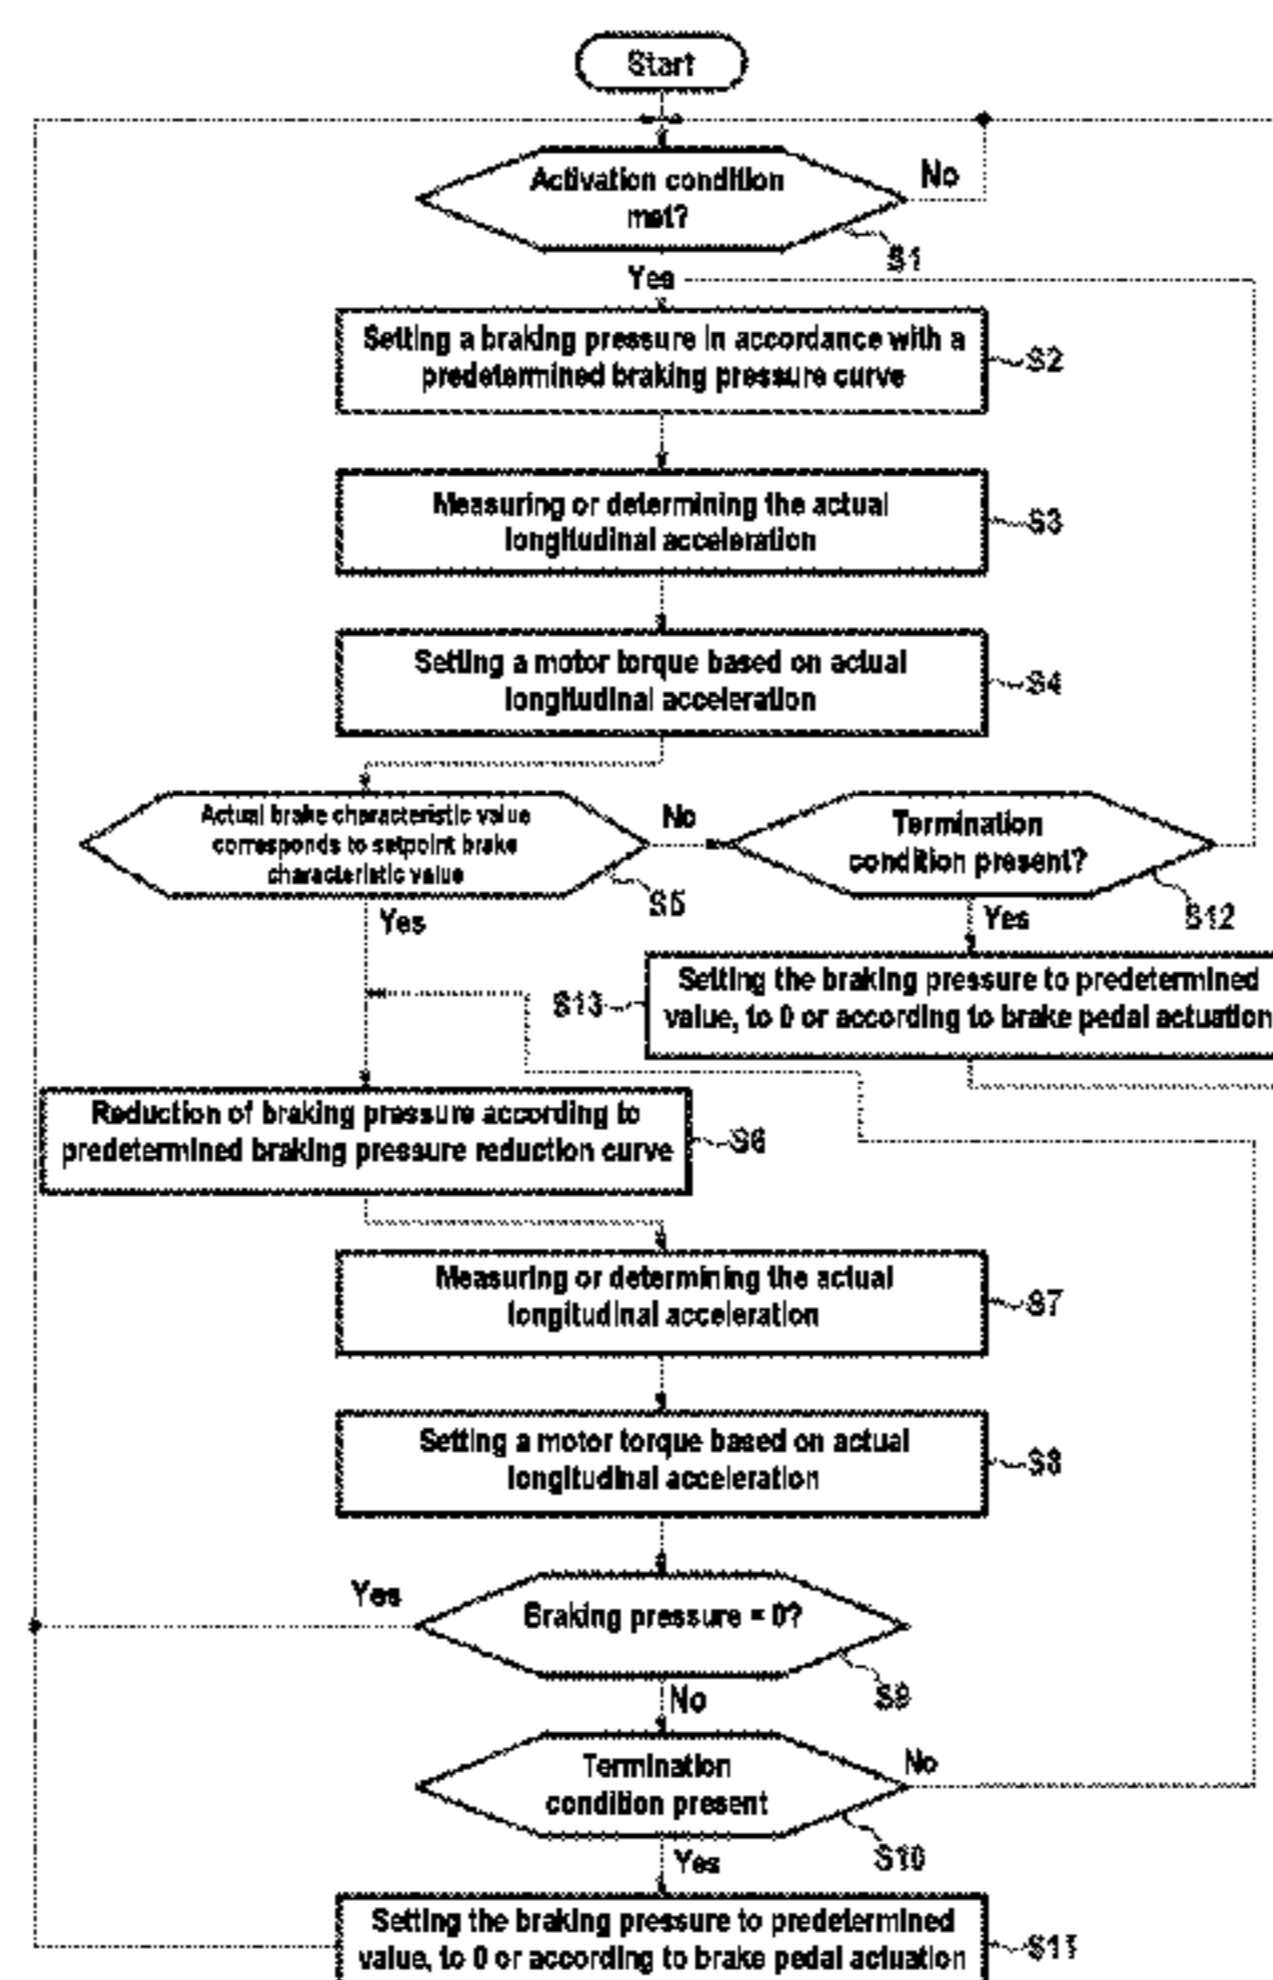 Start
Activation condition
met?
No
S1
Yes
Setting a braking pressure in accordance with a
predetermined braking pressure curve
S2
Measuring or determining the actual
longitudinal acceleration
S3
Setting a motor torque based on actual
longitudinal acceleration
S4
Actual brake characteristic value
corresponds to setpoint brake
characteristic value
No
S5
Yes
Termination
condition present?
S12
Yes
Setting the braking pressure to predetermined
value, to 0 or according to brake pedal actuation
S13
Reduction of braking pressure according to
predetermined braking pressure reduction curve
S6
Measuring or determining the actual
longitudinal acceleration
S7
Setting a motor torque based on actual
longitudinal acceleration
S8
Yes
Braking pressure = 0?
S9
No
Termination
condition present
No
S10
Yes
Setting the braking pressure to predetermined
value, to 0 or according to brake pedal actuation
S11